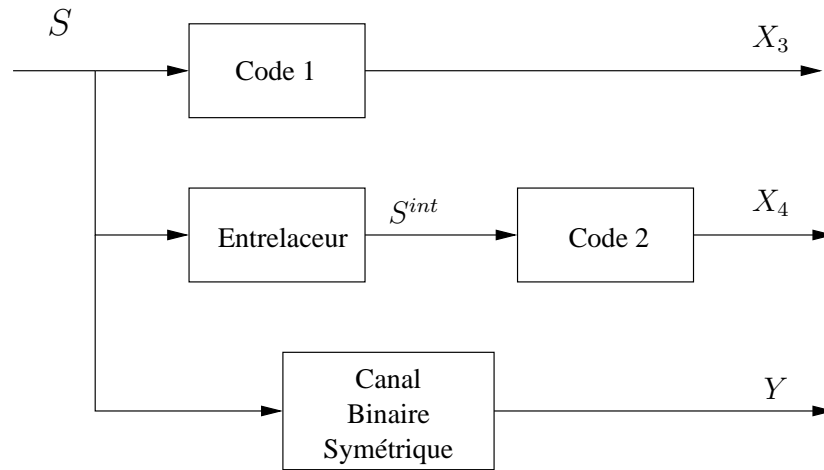 S
X_3
Code 1
Entrelaceur
S^{int}
Code 2
X_4
Canal
Binaire
Symétrique
Y